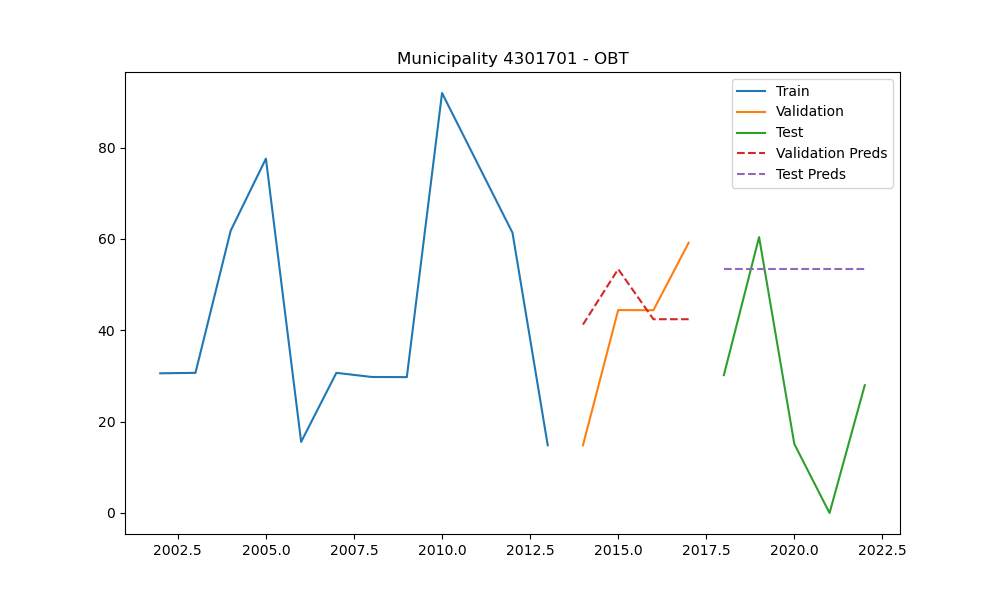 Municipality 4301701 - OBT
Train
Validation
Test
Validation Preds
Test Preds
80
60
40
20
0
2002.5 2005.0 2007.5 2010.0 2012.5 2015.0 2017.5 2020.0 2022.5